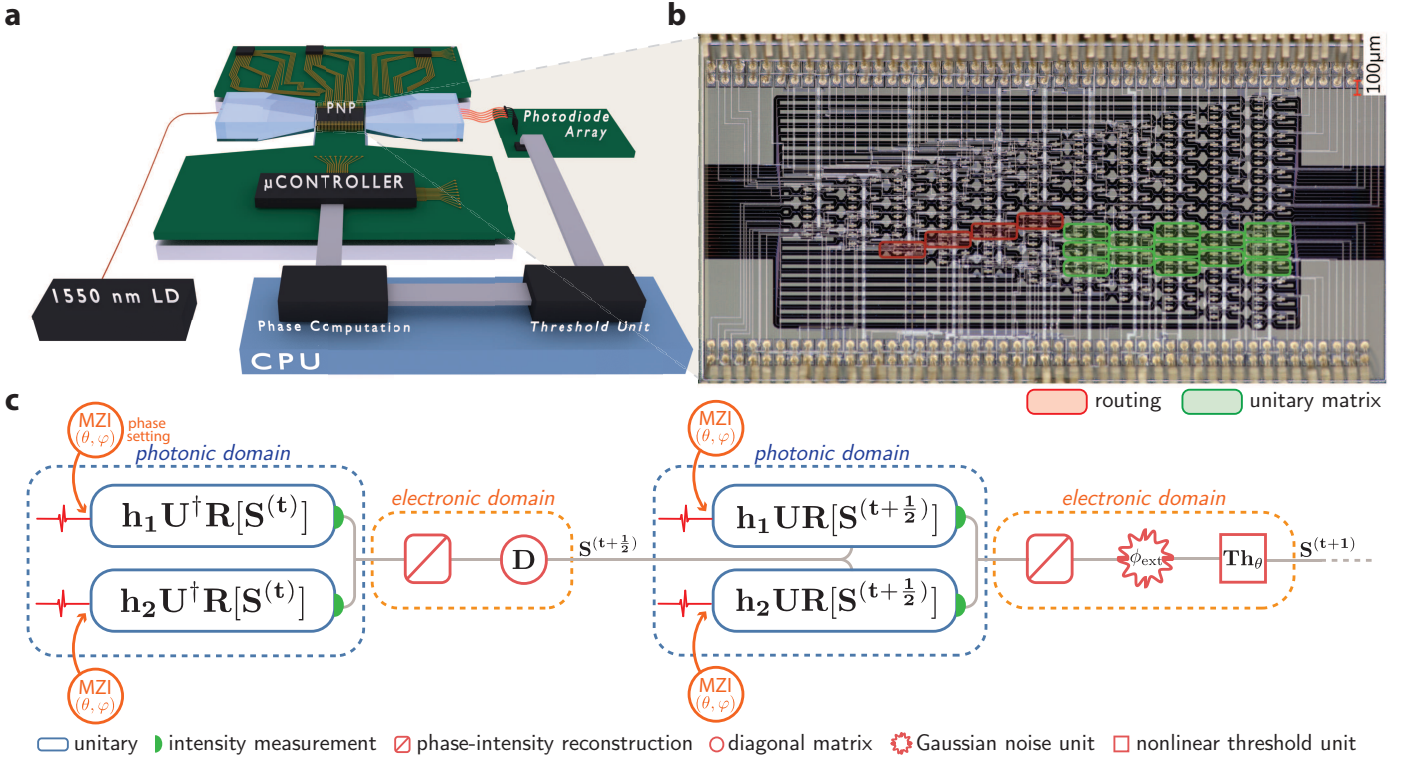 a
PNP
Photodiode
Array
μCONTROLLER
1550 nm LD
Phase Computation
Threshold Unit
CPU
b
100μm
routing
unitary matrix
c
MZI
(θ, φ)
phase
setting
photonic domain
h₁U†R[S⁽ᵗ⁾]
h₂U†R[S⁽ᵗ⁾]
MZI
(θ, φ)
electronic domain
D
S^(t+1/2)
MZI
(θ, φ)
photonic domain
h₁UR[S^(t+1/2)]
h₂UR[S^(t+1/2)]
MZI
(θ, φ)
electronic domain
ϕext
Thθ
S^(t+1)
unitary
intensity measurement
phase-intensity reconstruction
diagonal matrix
Gaussian noise unit
nonlinear threshold unit